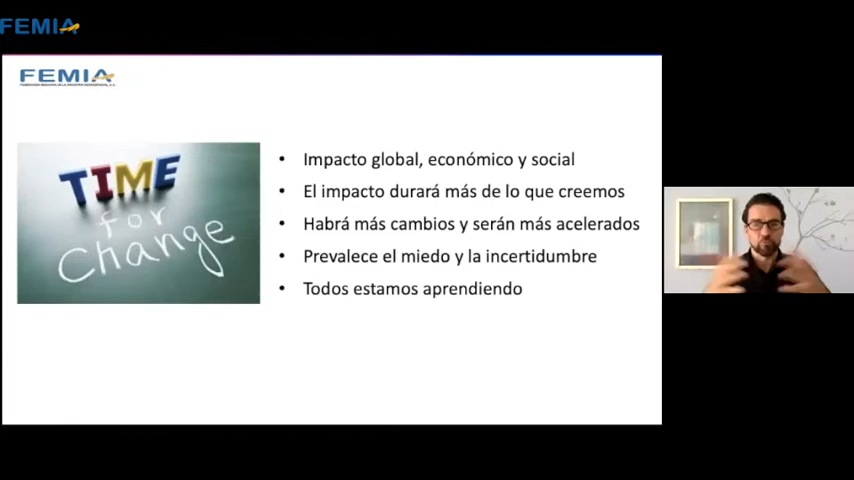 FEMIA
FEMIA
TIME
for
Change
• Impacto global, económico y social
• El impacto durará más de lo que creemos
• Habrá más cambios y serán más acelerados
• Prevalece el miedo y la incertidumbre
• Todos estamos aprendiendo